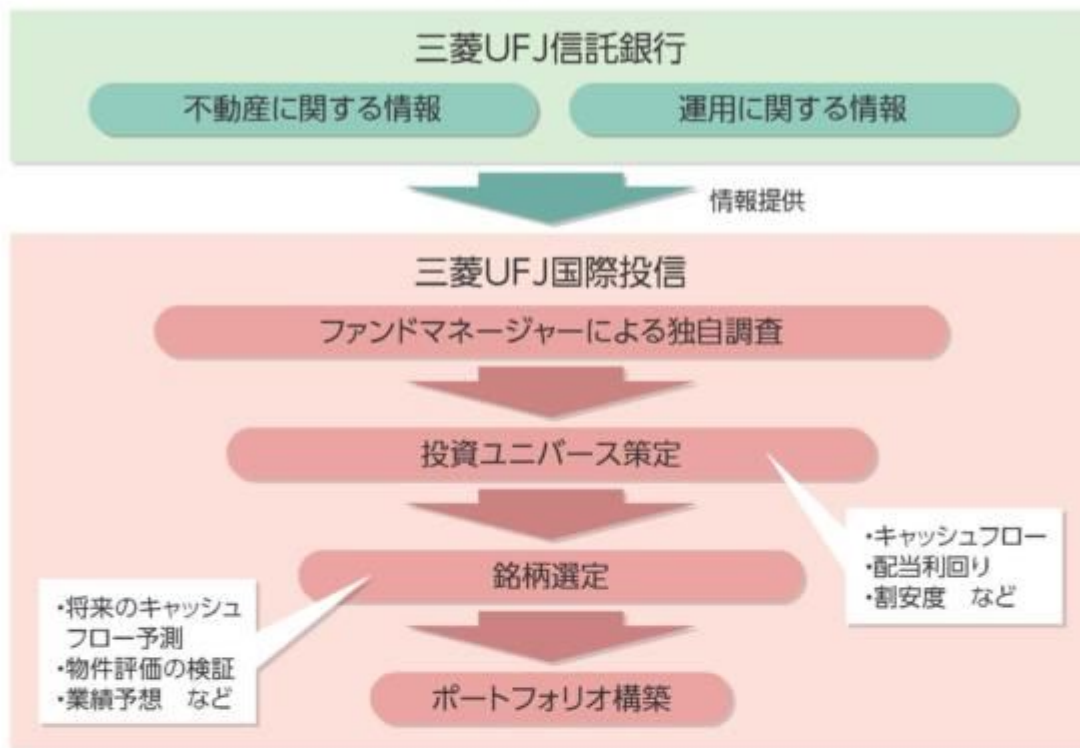 三菱UFJ信託銀行
不動産に関する情報
運用に関する情報
情報提供
三菱UFJ国際投信
ファンドマネージャーによる独自調査
投資ユニバース策定
・キャッシュフロー
・配当利回り
・割安度　など
銘柄選定
・将来のキャッシュ
フロー予測
・物件評価の検証
・業績予想　など
ポートフォリオ構築